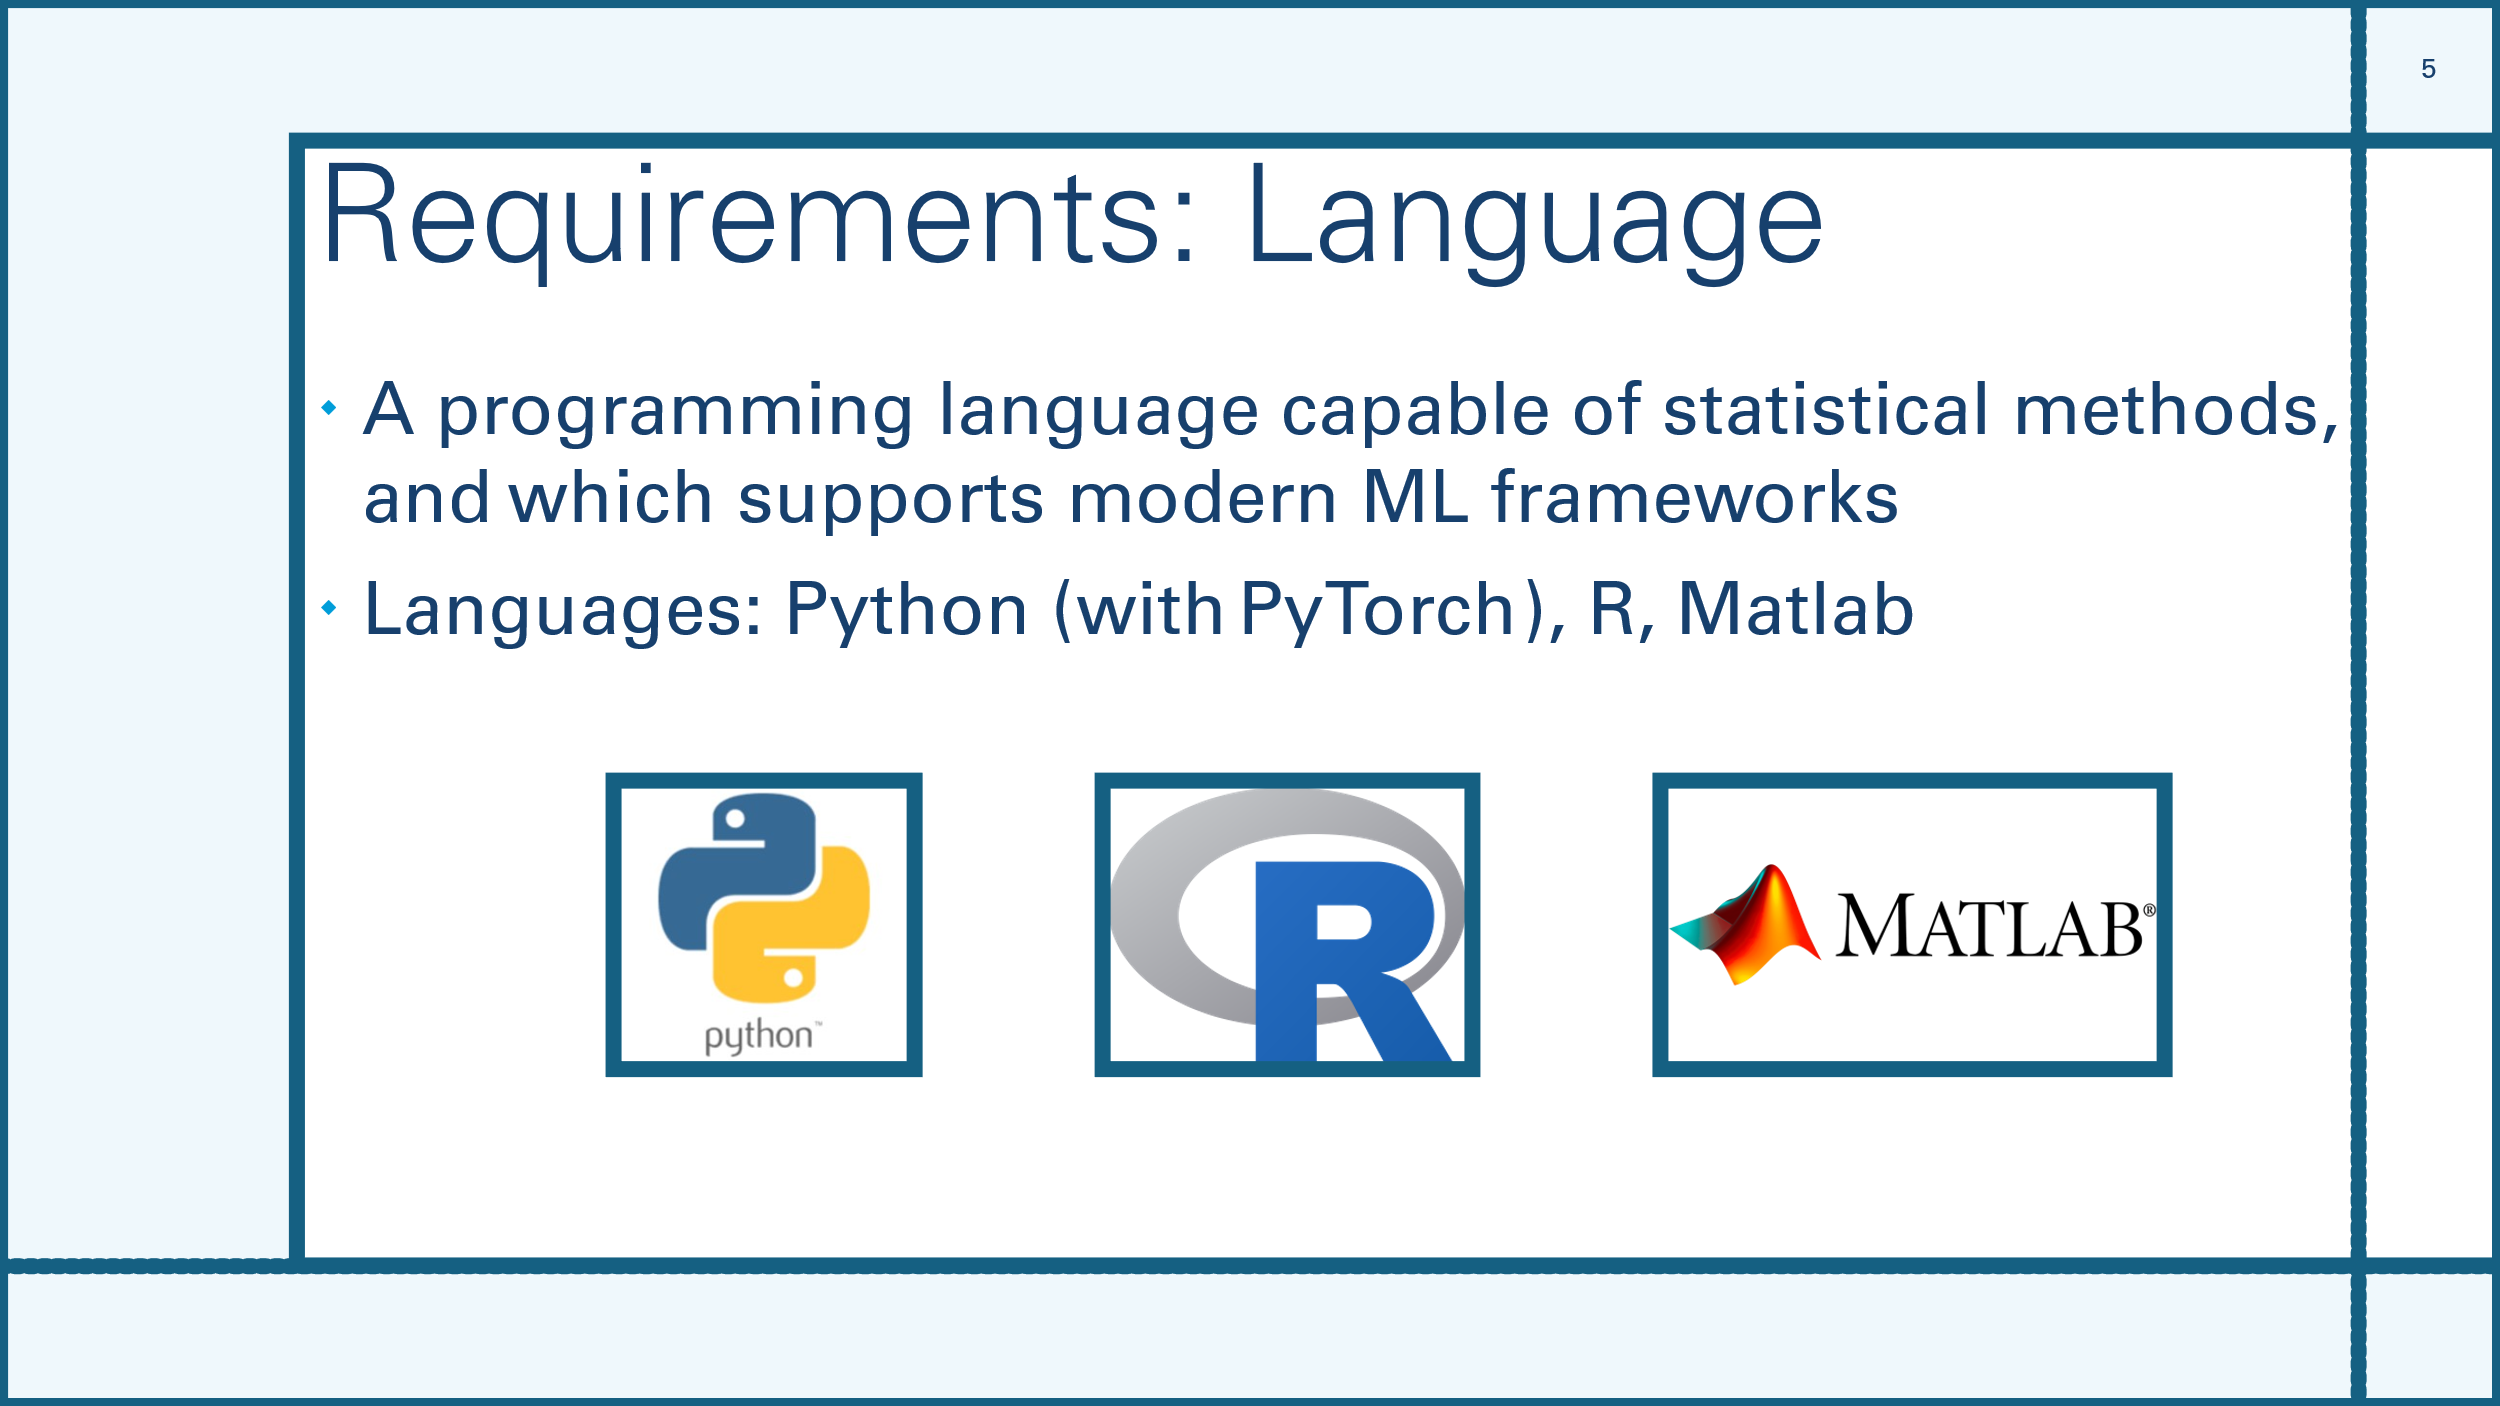 5
Requirements: Language
A programming language capable of statistical methods,
and which supports modern ML frameworks
Languages: Python (with PyTorch), R, Matlab
python™
R
MATLAB®